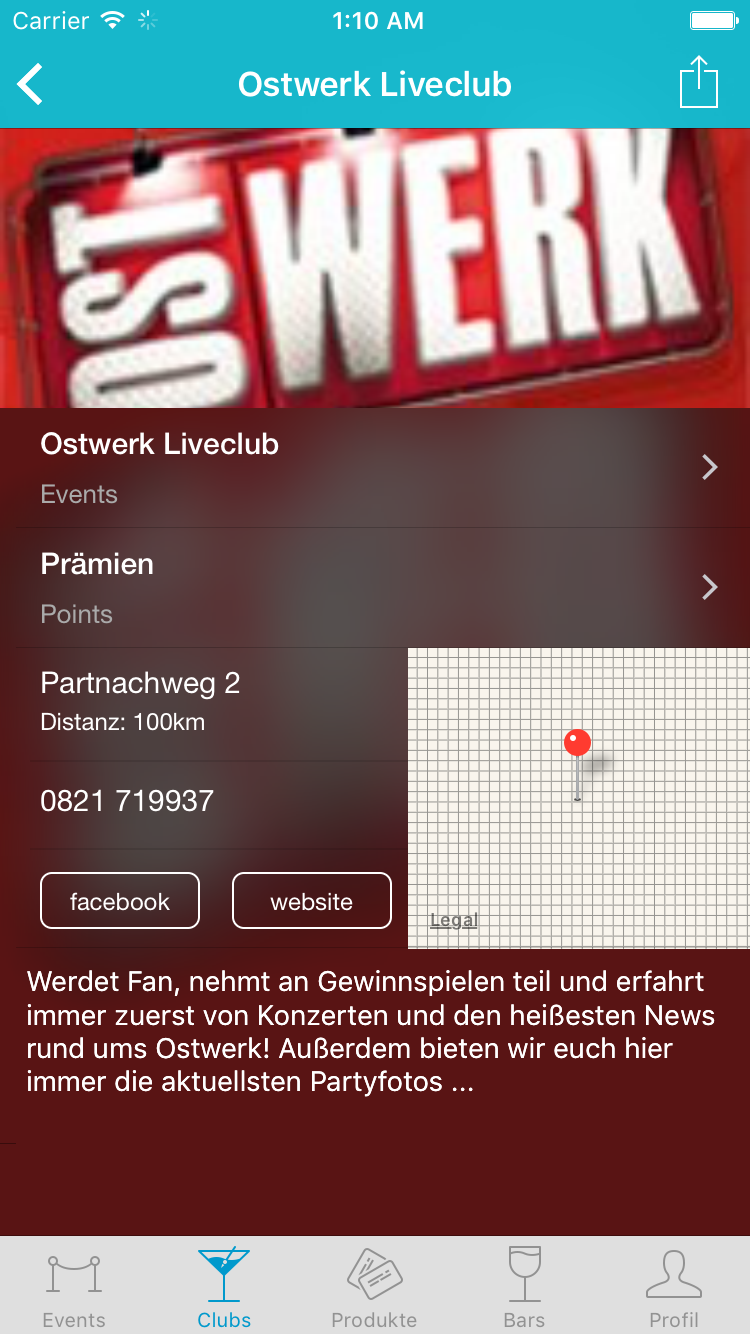 Carrier 1:10 AM
Ostwerk Liveclub
OST WERK
Ostwerk Liveclub
Events
Prämien
Points
Partnachweg 2
Distanz: 100km
0821 719937
facebook website
Legal
Werdet Fan, nehmt an Gewinnspielen teil und erfahrt
immer zuerst von Konzerten und den heißesten News
rund ums Ostwerk! Außerdem bieten wir euch hier
immer die aktuellsten Partyfotos ...
Events Clubs Produkte Bars Profil